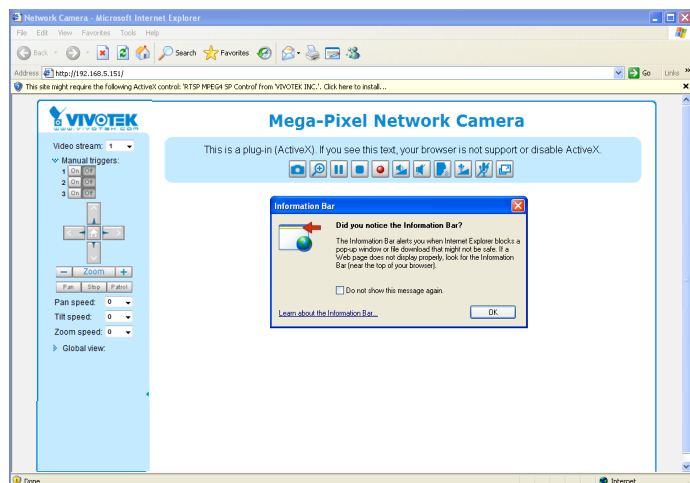 Network Camera - Microsoft Internet Explorer
File Edit View Favorites Tools Help
Back Search Favorites
Address http://192.168.5.151/ Go Links »
This site might require the following ActiveX control: 'RTSP MPEG4 SP Control' from 'VIVOTEK INC.'. Click here to install...
VIVOTEK
www.vivotek.com
Mega-Pixel Network Camera
Video stream: 1
This is a plug-in (ActiveX). If you see this text, your browser is not support or disable ActiveX.
Manual triggers:
1 On Off
2 On Off
3 On Off
Zoom
Pan Stop Patrol
Pan speed: 0
Tilt speed: 0
Zoom speed: 0
Global view:
Information Bar
Did you notice the Information Bar?
The Information Bar alerts you when Internet Explorer blocks a
pop-up window or file download that might not be safe. If a
Web page does not display properly, look for the Information
Bar (near the top of your browser).
Do not show this message again.
Learn about the Information Bar...
OK
Done Internet